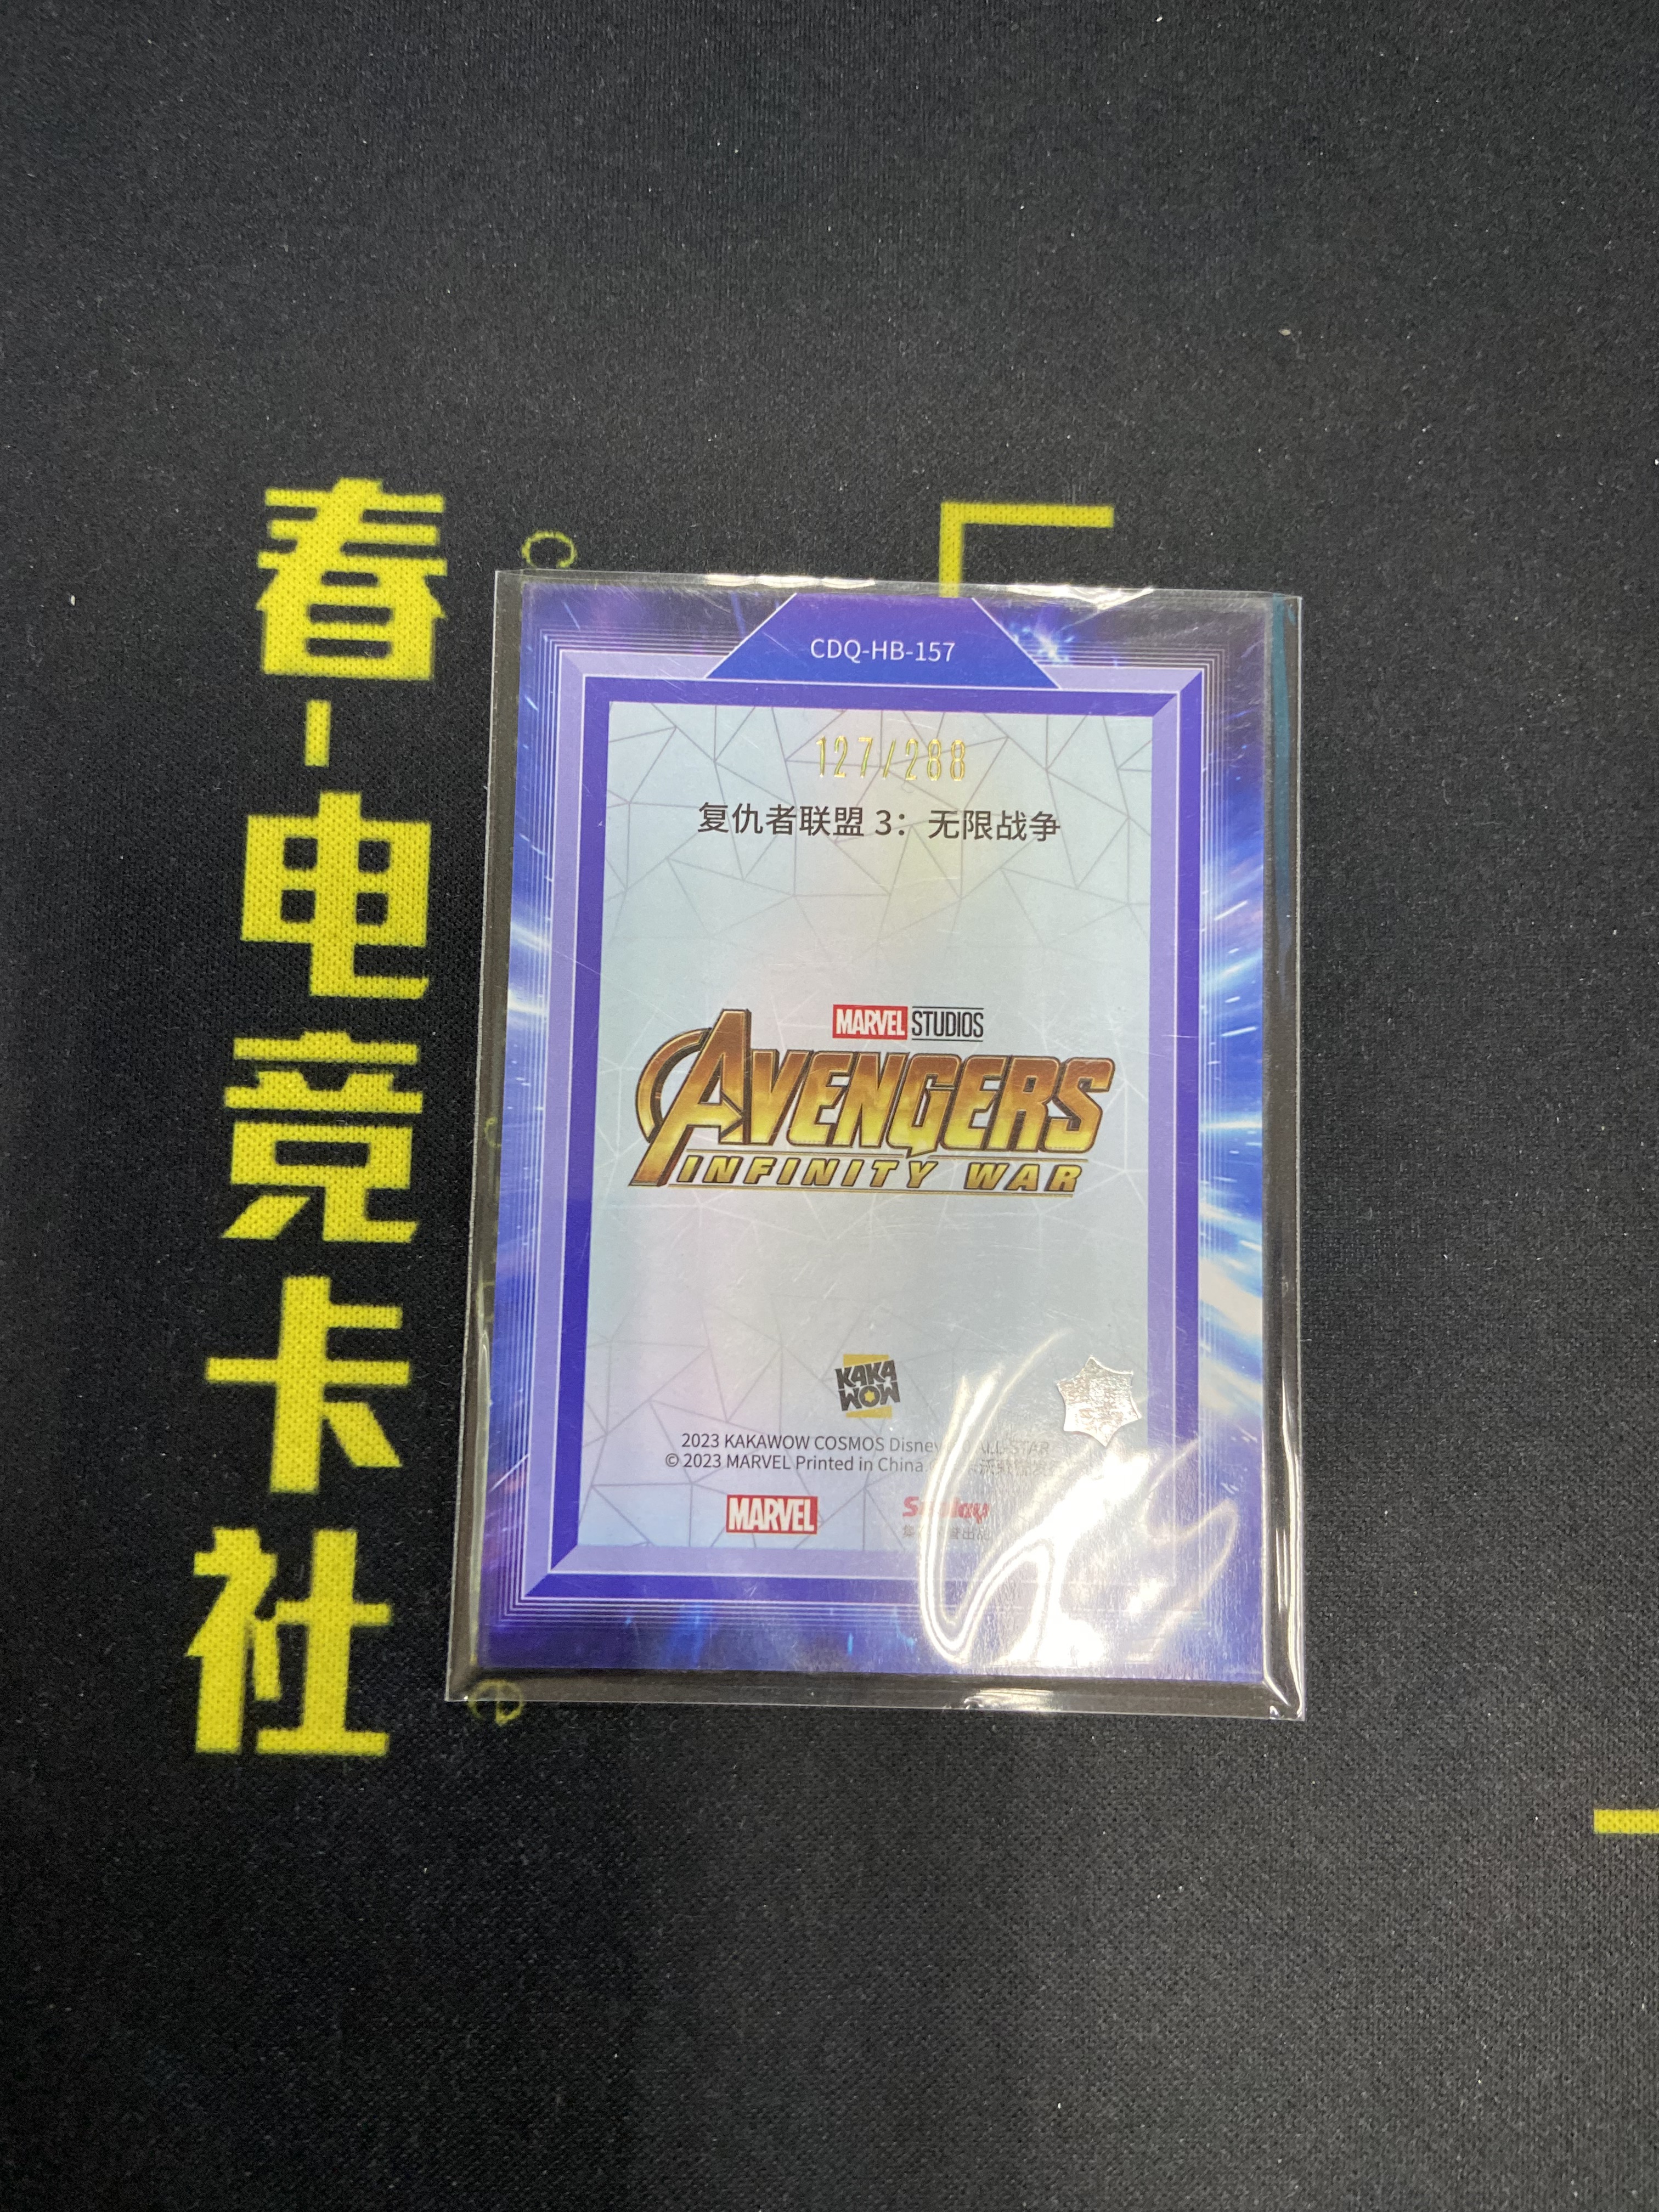 春-电竞卡社
CDQ-HB-157
127/288
复仇者联盟 3：无限战争
MARVEL STUDIOS
AVENGERS
INFINITY WAR
KAKA
WOW
2023 KAKAWOW COSMOS Disney ALL-STAR
© 2023 MARVEL Printed in China
MARVEL